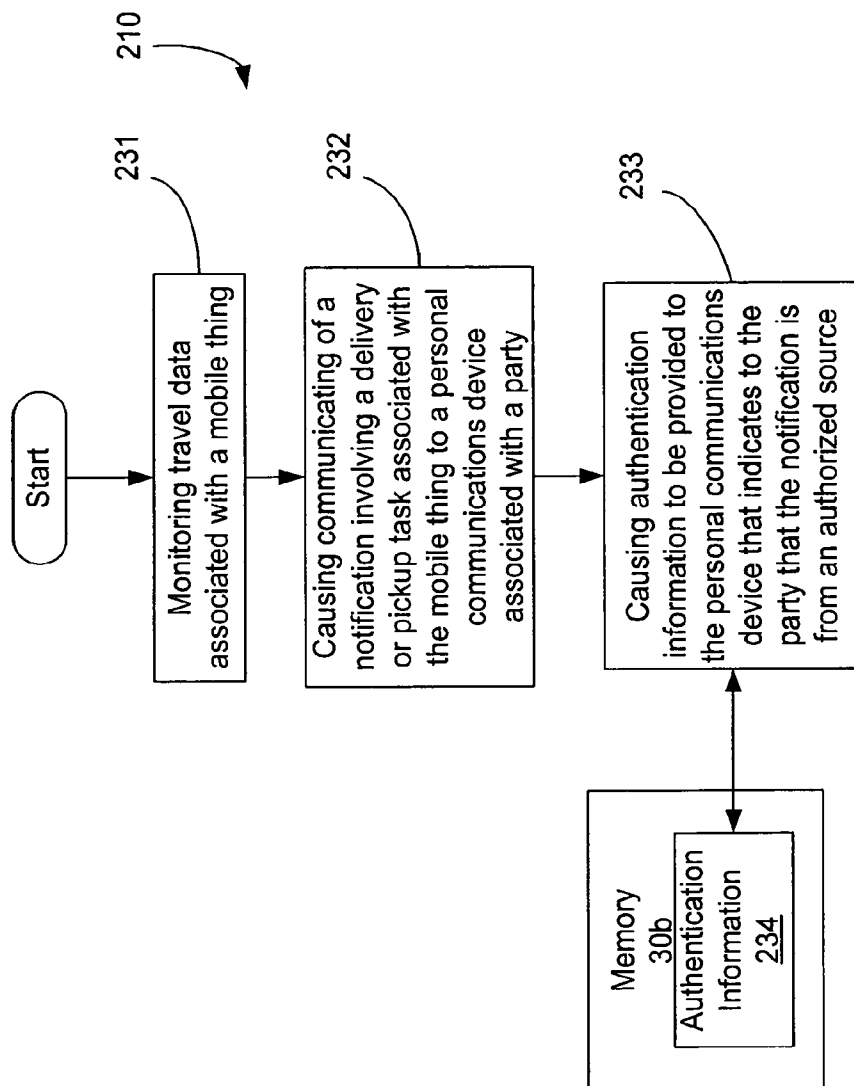 Start
210
231
Monitoring travel data
associated with a mobile thing
232
Causing communicating of a
notification involving a delivery
or pickup task associated with
the mobile thing to a personal
communications device
associated with a party
233
Causing authentication
information to be provided to
the personal communications
device that indicates to the
party that the notification is
from an authorized source
Memory
30b
Authentication
Information
234